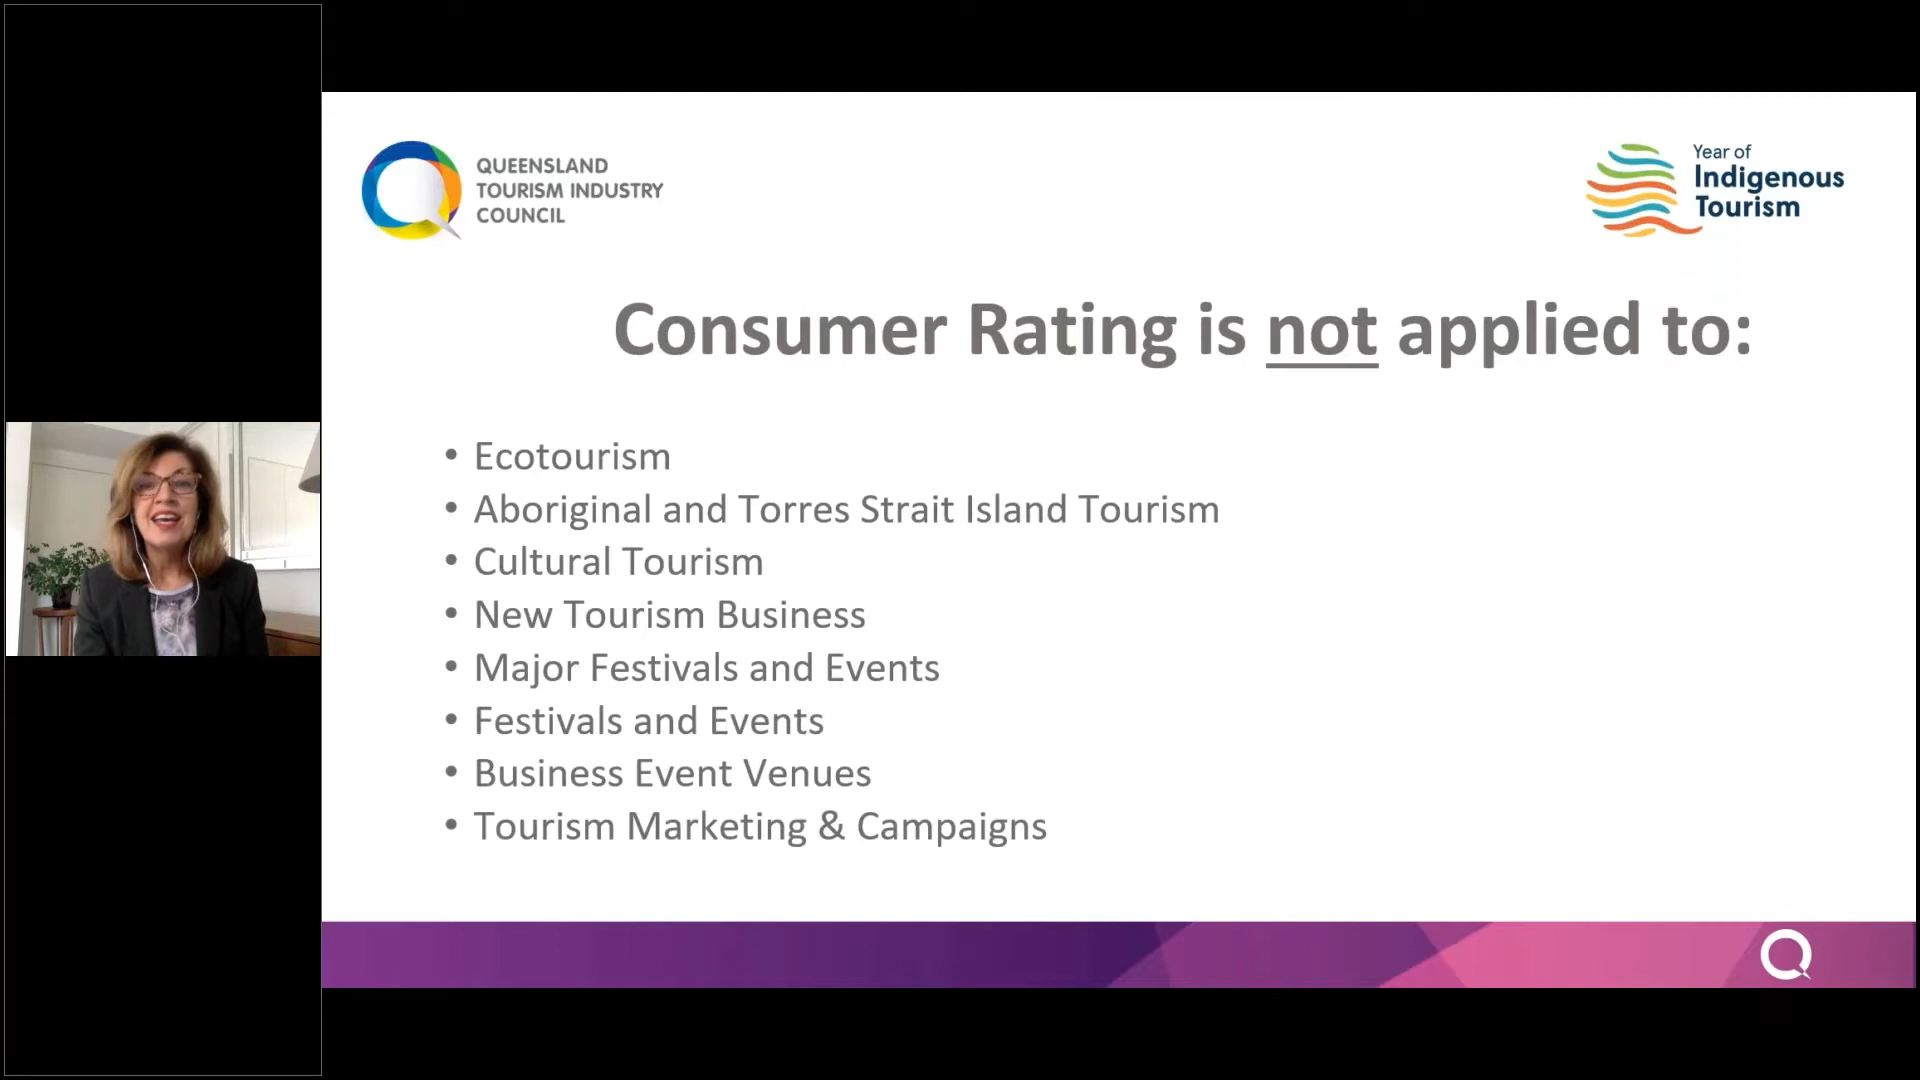 QUEENSLAND
TOURISM INDUSTRY
COUNCIL
Year of
Indigenous
Tourism
Consumer Rating is not applied to:
• Ecotourism
• Aboriginal and Torres Strait Island Tourism
• Cultural Tourism
• New Tourism Business
• Major Festivals and Events
• Festivals and Events
• Business Event Venues
• Tourism Marketing & Campaigns